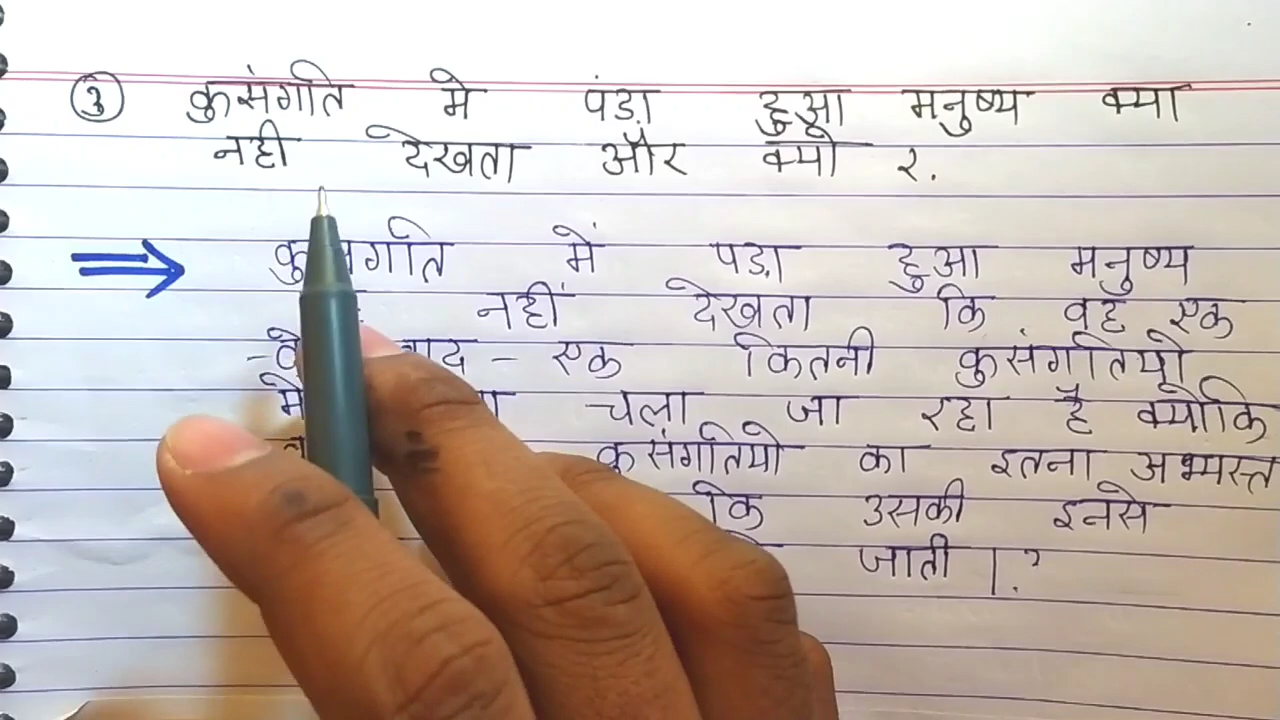 3 कुसंगति मे पंड़ा हुआ मनुष्य क्या
नही देखता और क्यो ?.
कुसंगति में पड़ा हुआ मनुष्य
नहीं देखता कि वह एक
बाद - एक कितनी कुसंगतियो
मे चला जा रहा है क्योकि
कुसंगतियो का इतना अभ्यस्त
कि उसकी इनसे
जाती |.?